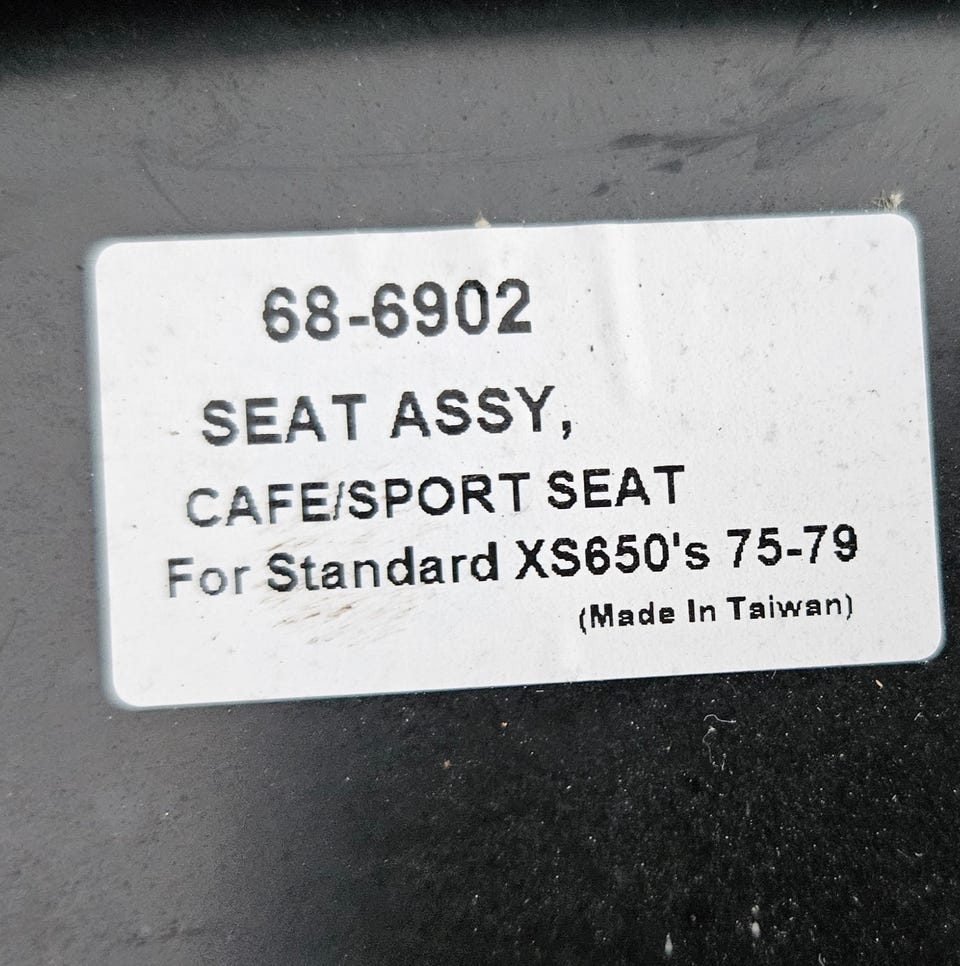 68-6902
SEAT ASSY,
CAFE/SPORT SEAT
For Standard XS650's 75-79
(Made In Taiwan)